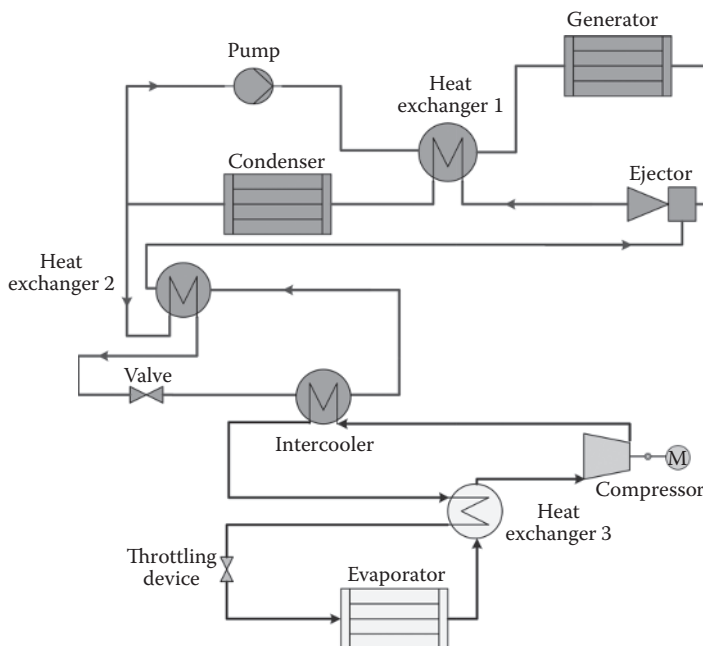 Generator
Pump
Heat
exchanger 1
Condenser
Ejector
Heat
exchanger 2
Valve
Intercooler
M
Compressor
Heat
exchanger 3
Throttling
device
Evaporator